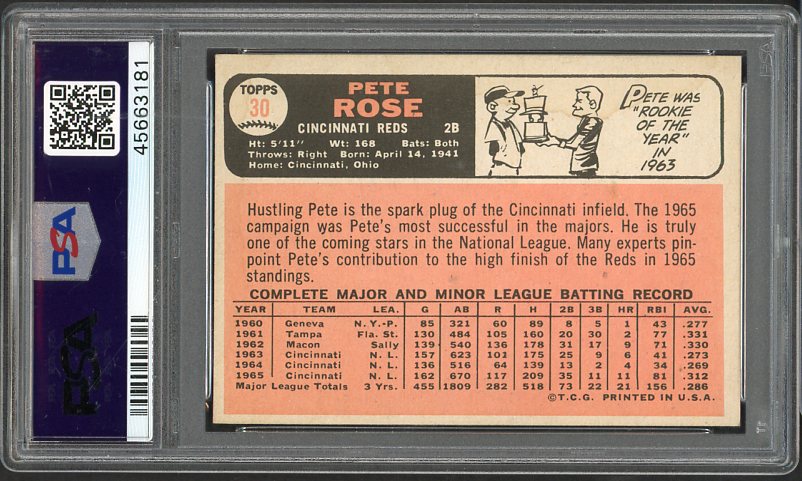 45663181
PSA
PSA
TOPPS
30
PETE
ROSE
CINCINNATI REDS 2B
Ht: 5'11" Wt: 168 Bats: Both
Throws: Right Born: April 14, 1941
Home: Cincinnati, Ohio
PETE WAS
"ROOKIE
OF THE
YEAR"
IN
1963
Hustling Pete is the spark plug of the Cincinnati infield. The 1965
campaign was Pete's most successful in the majors. He is truly
one of the coming stars in the National League. Many experts pin-
point Pete's contribution to the high finish of the Reds in 1965
standings.
COMPLETE MAJOR AND MINOR LEAGUE BATTING RECORD
YEAR TEAM LEA. G AB R H 2B 3B HR RBI AVG.
1960 Geneva N.Y.-P. 85 321 60 89 8 5 1 43 .277
1961 Tampa Fla. St. 130 484 105 160 20 30 2 77 .331
1962 Macon Sally 139 540 136 178 31 17 9 71 .330
1963 Cincinnati N.L. 157 623 101 175 25 9 6 41 .273
1964 Cincinnati N.L. 136 516 64 139 13 2 4 34 .269
1965 Cincinnati N.L. 162 670 117 209 35 11 11 81 .312
Major League Totals 3 Yrs. 455 1809 282 518 73 22 21 156 .286
©T.C.G. PRINTED IN U.S.A.